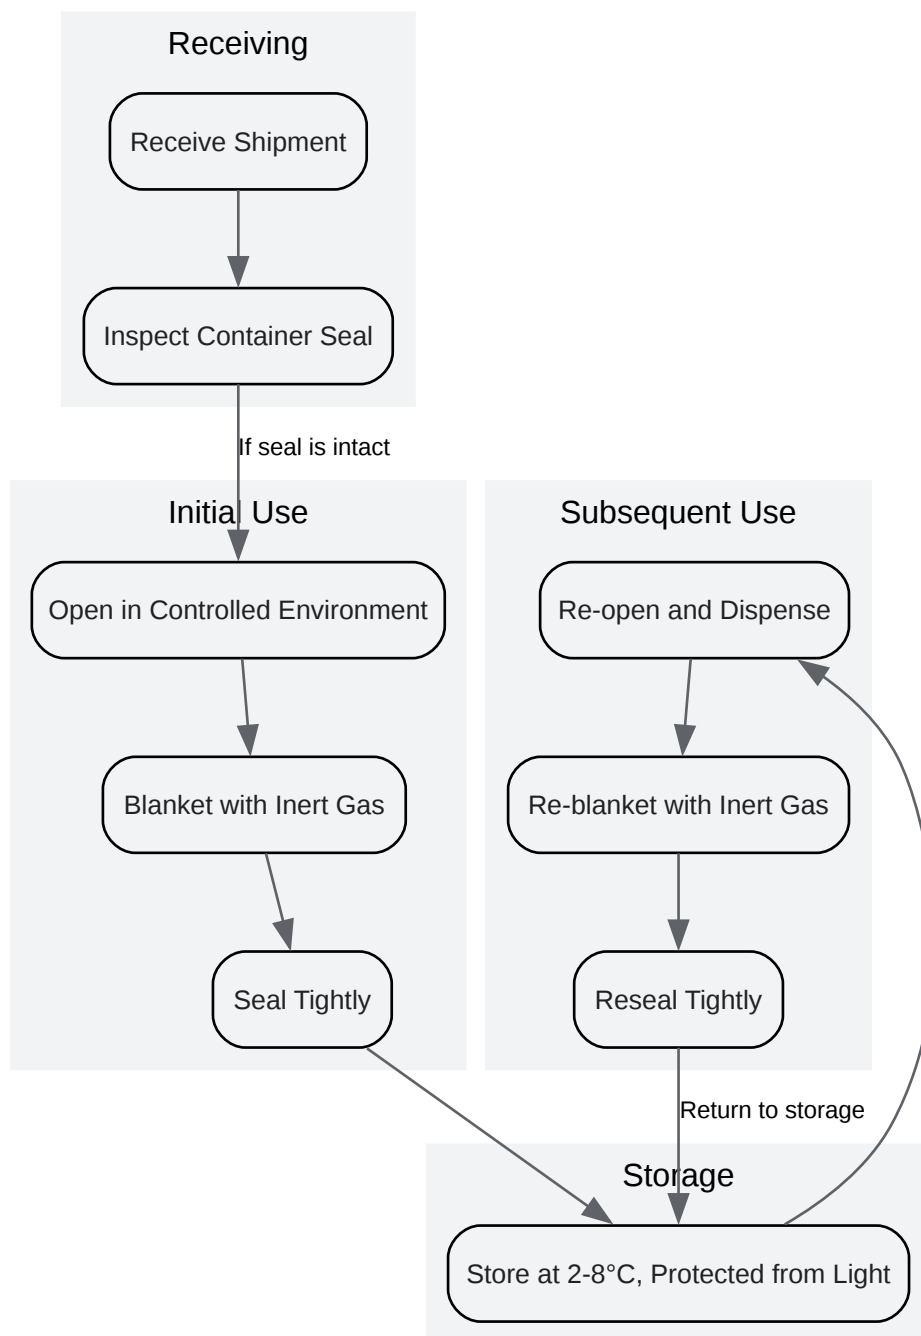 Receiving
Receive Shipment
Inspect Container Seal
If seal is intact
Initial Use
Open in Controlled Environment
Blanket with Inert Gas
Seal Tightly
Subsequent Use
Re-open and Dispense
Re-blanket with Inert Gas
Reseal Tightly
Return to storage
Storage
Store at 2-8°C, Protected from Light